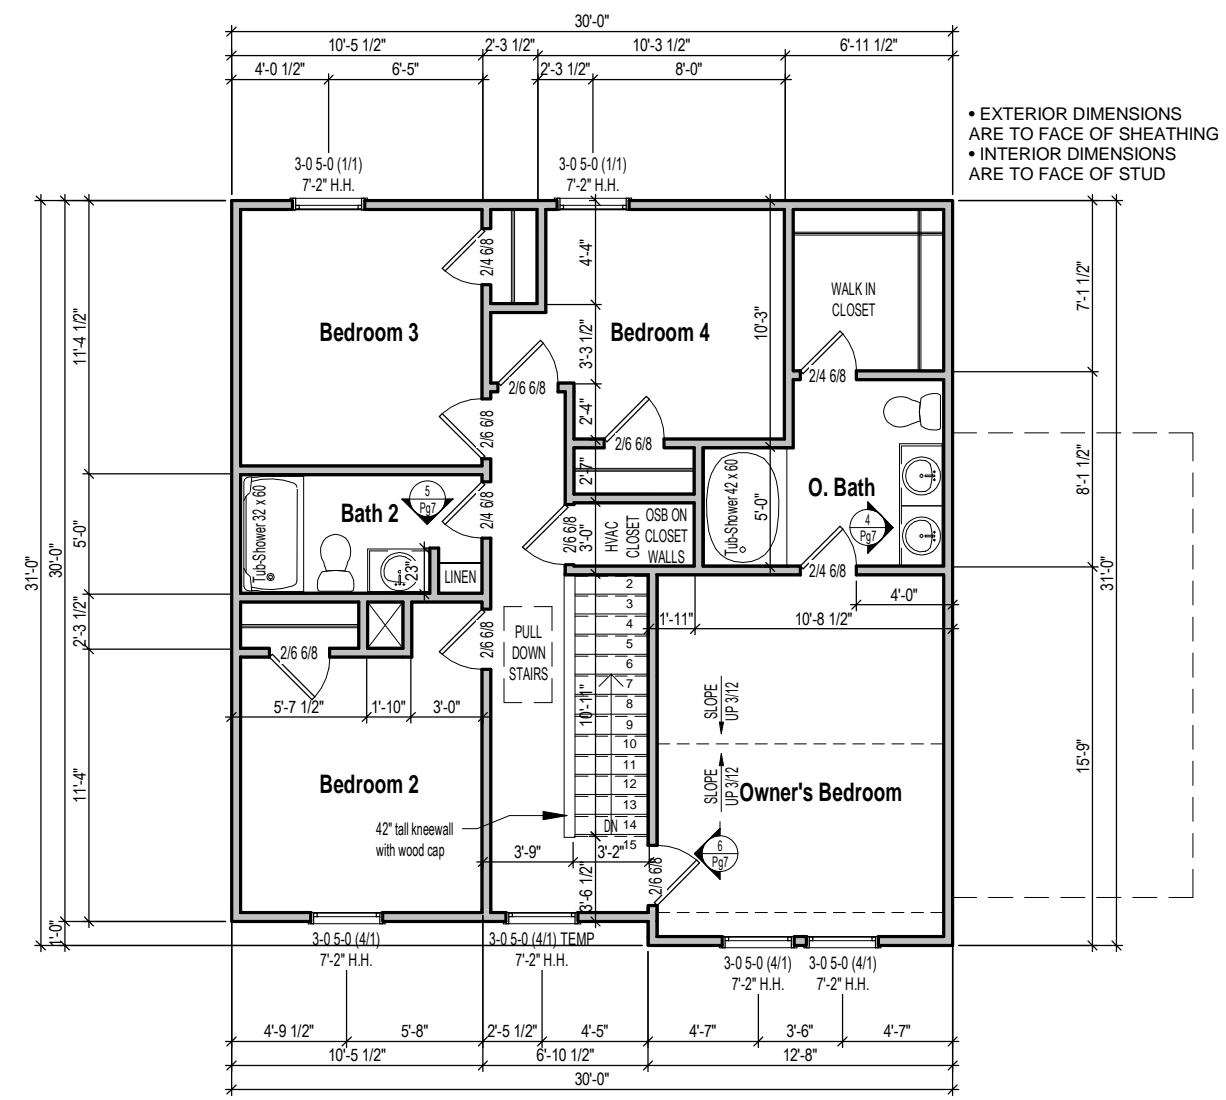 30'-0"
10'-5 1/2"
2'-3 1/2"
10'-3 1/2"
6'-11 1/2"
4'-0 1/2"
6'-5"
2'-3 1/2"
8'-0"
• EXTERIOR DIMENSIONS
ARE TO FACE OF SHEATHING
• INTERIOR DIMENSIONS
ARE TO FACE OF STUD
3-0 5-0 (1/1)
7'-2" H.H.
3-0 5-0 (1/1)
7'-2" H.H.
31'-0"
30'-0"
1'-0"
11'-4 1/2"
5'-0"
2'-3 1/2"
11'-4"
2/4 6/8
4'-4"
3'-3 1/2"
2'-4"
2'-7"
3'-0"
10'-3"
WALK IN
CLOSET
7'-1 1/2"
8'-1 1/2"
15'-9"
31'-0"
Bedroom 3
Bedroom 4
2/6 6/8
2/6 6/8
2/6 6/8
2/4 6/8
Tub-Shower 32 x 60
Bath 2
5
Pg7
2/4 6/8
23"
LINEN
2/6 6/8
HVAC
CLOSET
OSB ON
CLOSET
WALLS
Tub-Shower 42 x 60
5'-0"
O. Bath
4
Pg7
2/4 6/8
4'-0"
1'-11"
10'-8 1/2"
2/6 6/8
2/6 6/8
PULL
DOWN
STAIRS
2
3
4
5
6
7
8
9
10
11
12
13
DN 14
15
10'-11"
5'-7 1/2"
1'-10"
3'-0"
SLOPE
UP 3/12
SLOPE
UP 3/12
Bedroom 2
Owner's Bedroom
42" tall kneewall
with wood cap
3'-9"
3'-2"
3'-6 1/2"
2/6 6/8
6
Pg7
3-0 5-0 (4/1)
7'-2" H.H.
3-0 5-0 (4/1) TEMP
7'-2" H.H.
3-0 5-0 (4/1)
7'-2" H.H.
3-0 5-0 (4/1)
7'-2" H.H.
4'-9 1/2"
5'-8"
2'-5 1/2"
4'-5"
4'-7"
3'-6"
4'-7"
10'-5 1/2"
6'-10 1/2"
12'-8"
30'-0"